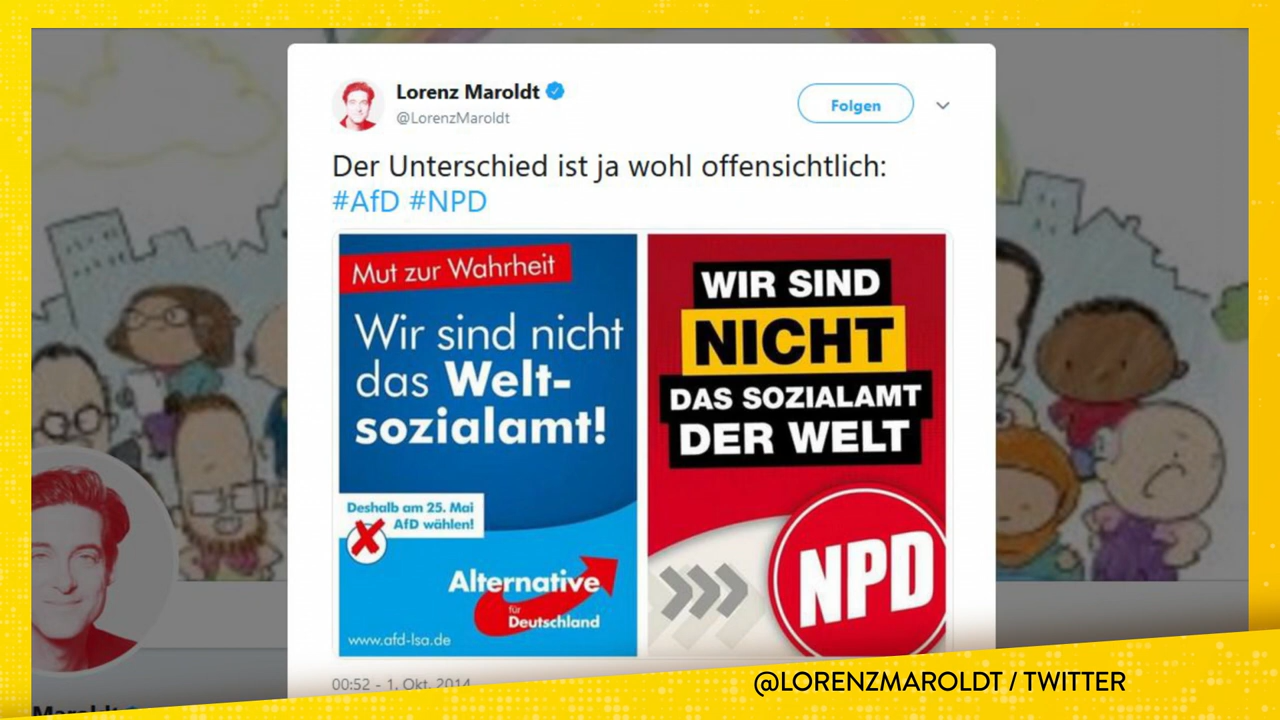 Lorenz Maroldt
@LorenzMaroldt
Folgen
Der Unterschied ist ja wohl offensichtlich:
#AfD #NPD
Mut zur Wahrheit
Wir sind nicht
das Welt-
sozialamt!
Deshalb am 25. Mai
AfD wählen!
Alternative
für
Deutschland
www.afd-lsa.de
WIR SIND
NICHT
DAS SOZIALAMT
DER WELT
NPD
00:52 - 1. Okt. 2014
@LORENZMAROLDT / TWITTER